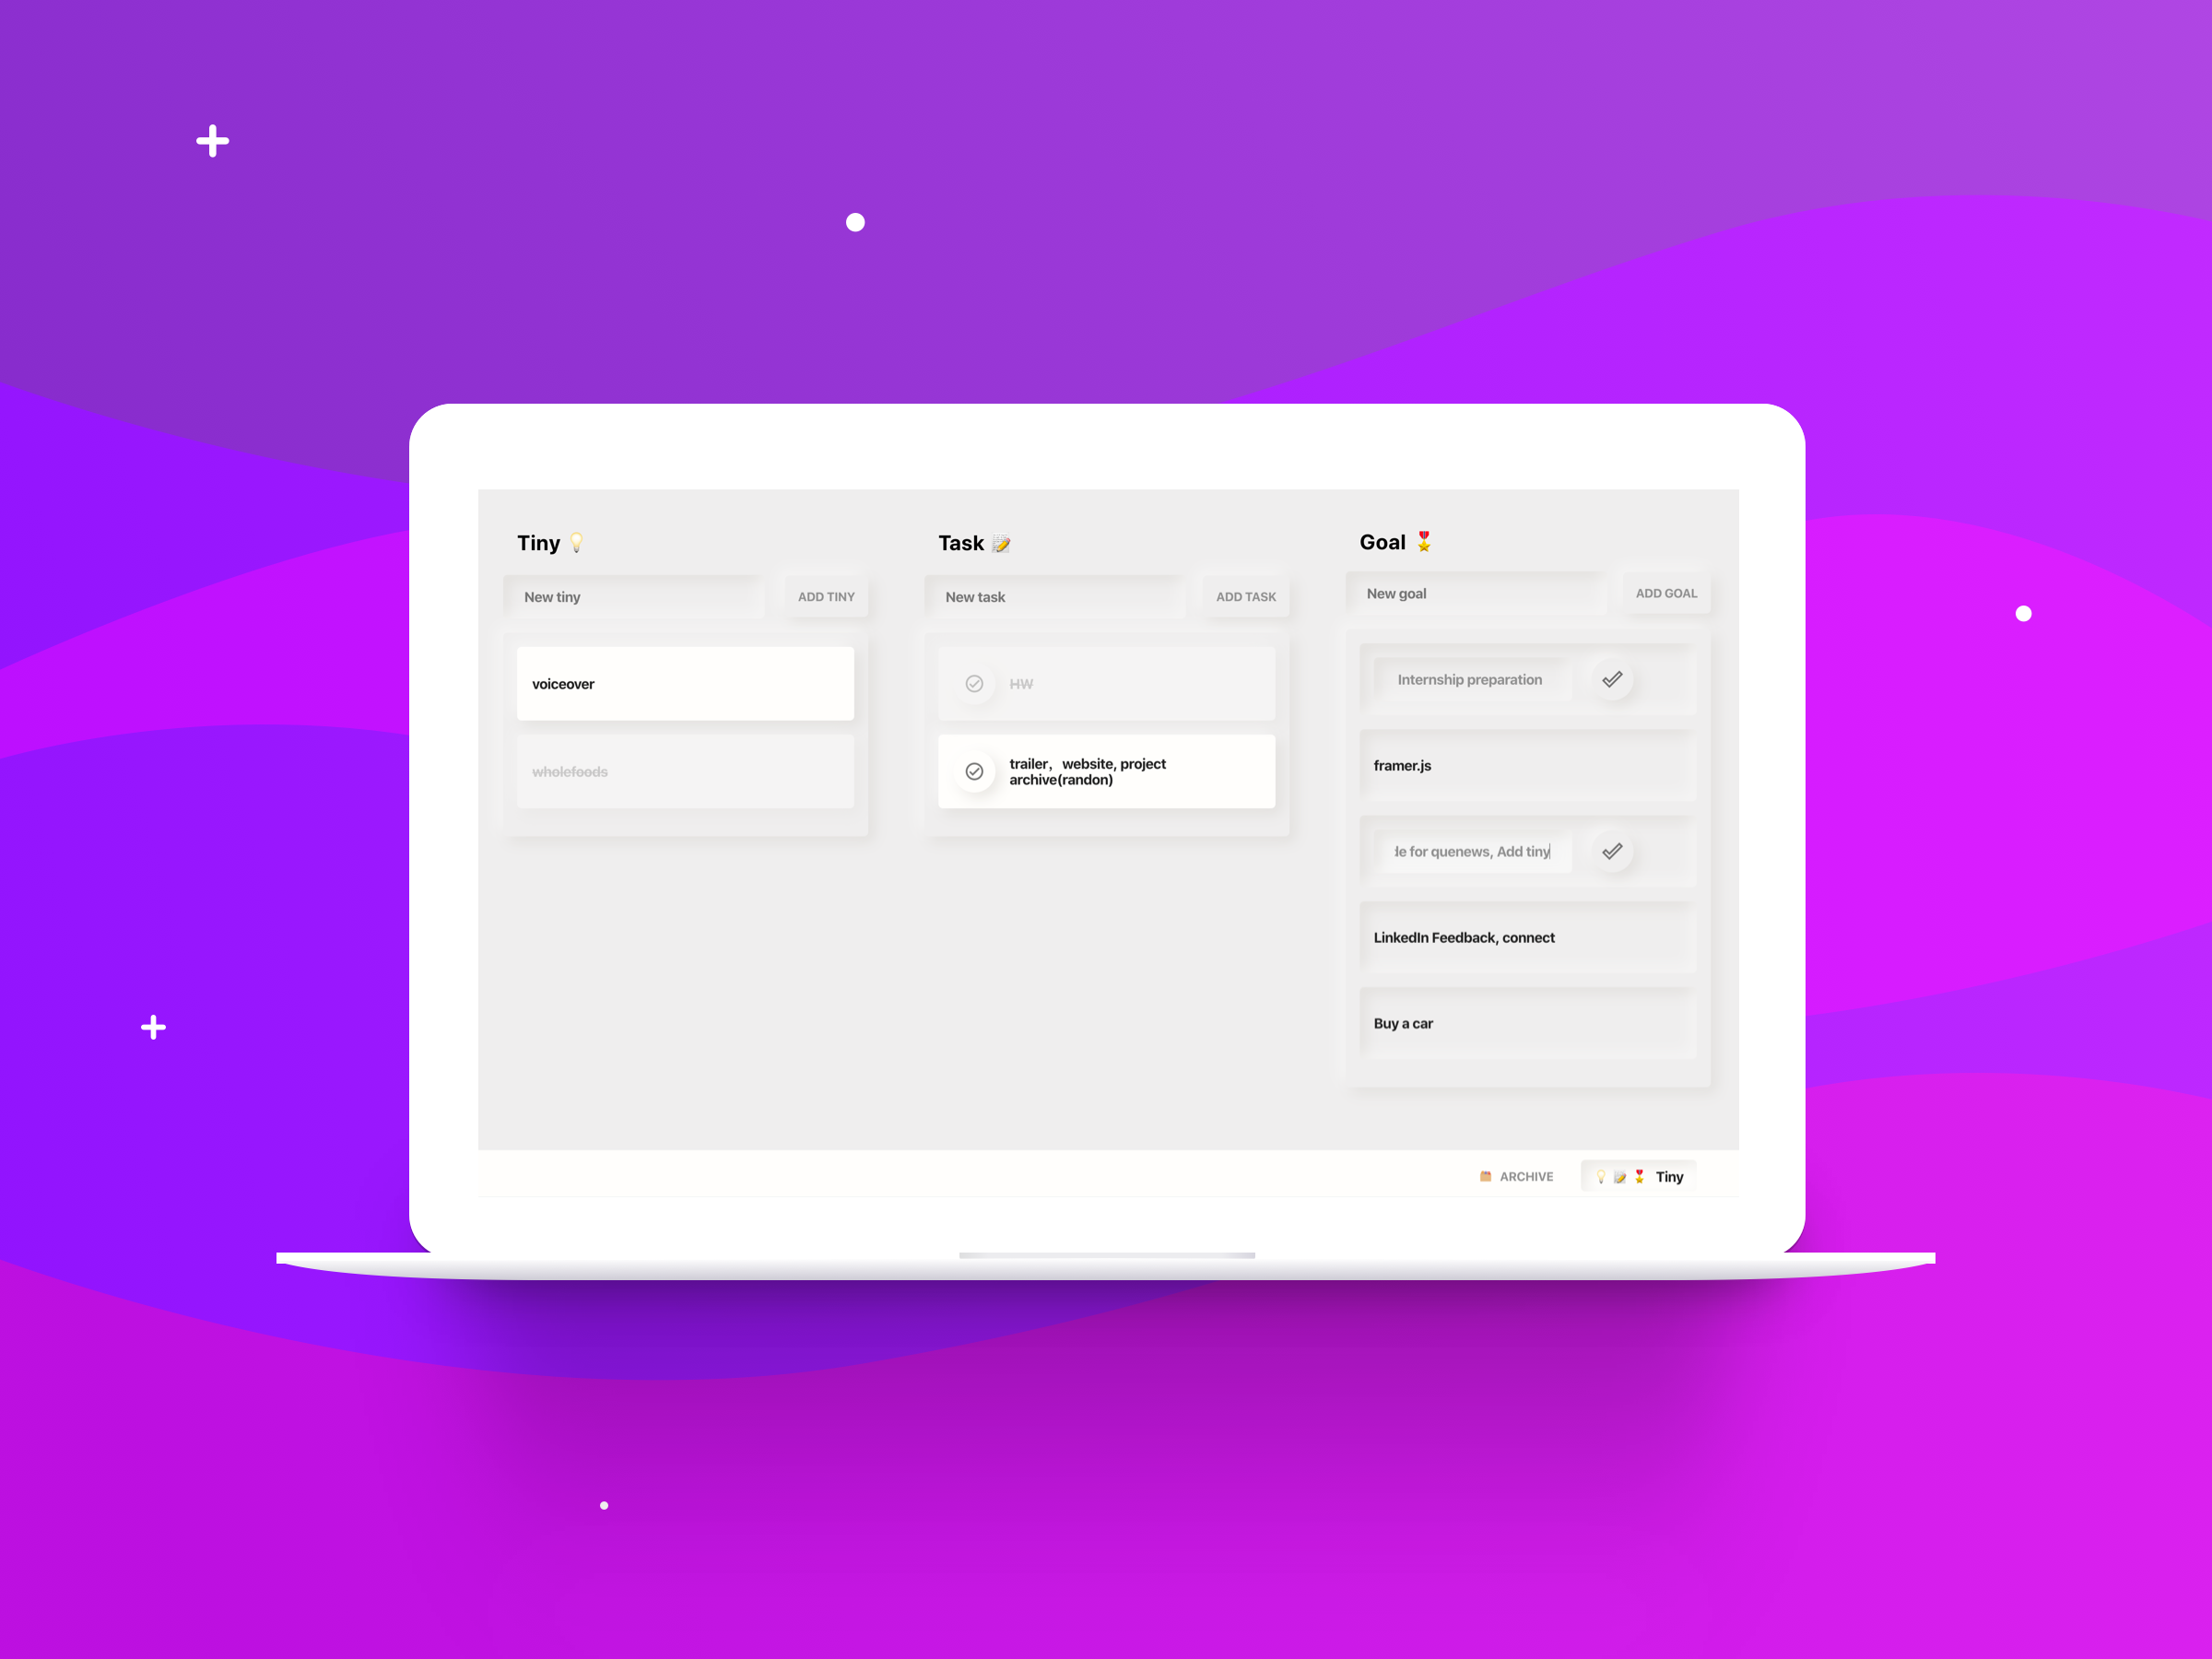 Tiny 💡
New tiny
ADD TINY
voiceover
wholefoods
Task 📝
New task
ADD TASK
HW
trailer， website, project
archive(randon)
Goal 🎖
New goal
ADD GOAL
Internship preparation
framer.js
for quenews, Add tiny
LinkedIn Feedback, connect
Buy a car
ARCHIVE
💡 📝 🎖 Tiny